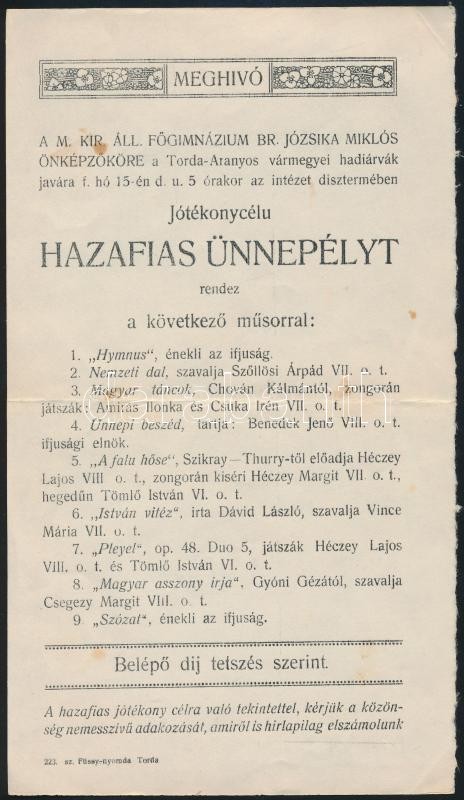 MEGHIVÓ
A M. KIR. ÁLL. FŐGIMNÁZIUM BR. JÓZSIKA MIKLÓS
ÖNKÉPZŐKÖRE a Torda-Aranyos vármegyei hadiárvák
javára f. hó 15-én d. u. 5 órakor az intézet disztermében
Jótékonycélu
HAZAFIAS ÜNNEPÉLYT
rendez
a következő műsorral:
1. „Hymnus“, énekli az ifjuság.
2. Nemzeti dal, szavalja Szőllősi Árpád VII. o. t.
3. Magyar táncok, Chován Kálmántól, zongorán
játszák: Amitás Ilonka és Csuka Irén VII. o. t.
4. Ünnepi beszéd, tartja: Benedek Jenő VIII. o. t.
ifjusági elnök.
5. „A falu hőse“, Szikray—Thurry-től előadja Héczey
Lajos VIII o. t., zongorán kiséri Héczey Margit VII. o. t.,
hegedűn Tömlő István VI. o. t.
6. „István vitéz“, irta Dávid László, szavalja Vince
Mária VII. o. t.
7. „Pleyel“, op. 48. Duo 5, játszák Héczey Lajos
VIII. o. t. és Tömlő István VI. o. t.
8. „Magyar asszony irja“, Gyóni Gézától, szavalja
Csegezy Margit VIII. o. t.
9. „Szózat“, énekli az ifjuság.
Belépő dij tetszés szerint.
A hazafias jótékony célra való tekintettel, kérjük a közön-
ség nemesszivű adakozását, amiről is hirlapilag elszámolunk
223. sz. Füssy-nyomda Torda